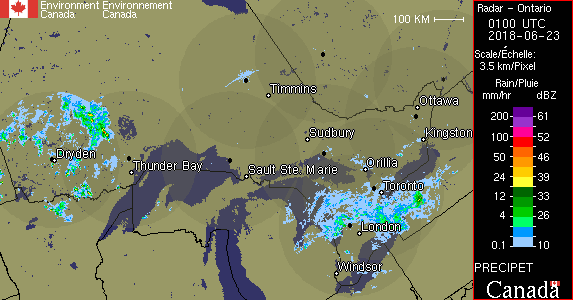 Environment Environnement
Canada Canada
100 KM
Timmins
Ottawa
Sudbury
Kingston
Dryden
Thunder Bay
Sault Ste. Marie
Orillia
Toronto
London
Windsor
Radar - Ontario
0100 UTC
2018-06-23
Scale/Échelle:
3.5 km/Pixel
Rain/Pluie
mm/hr dBZ
200 61
100 52
50 46
24 39
12 33
4 26
0.1 10
PRECIPET
Canada